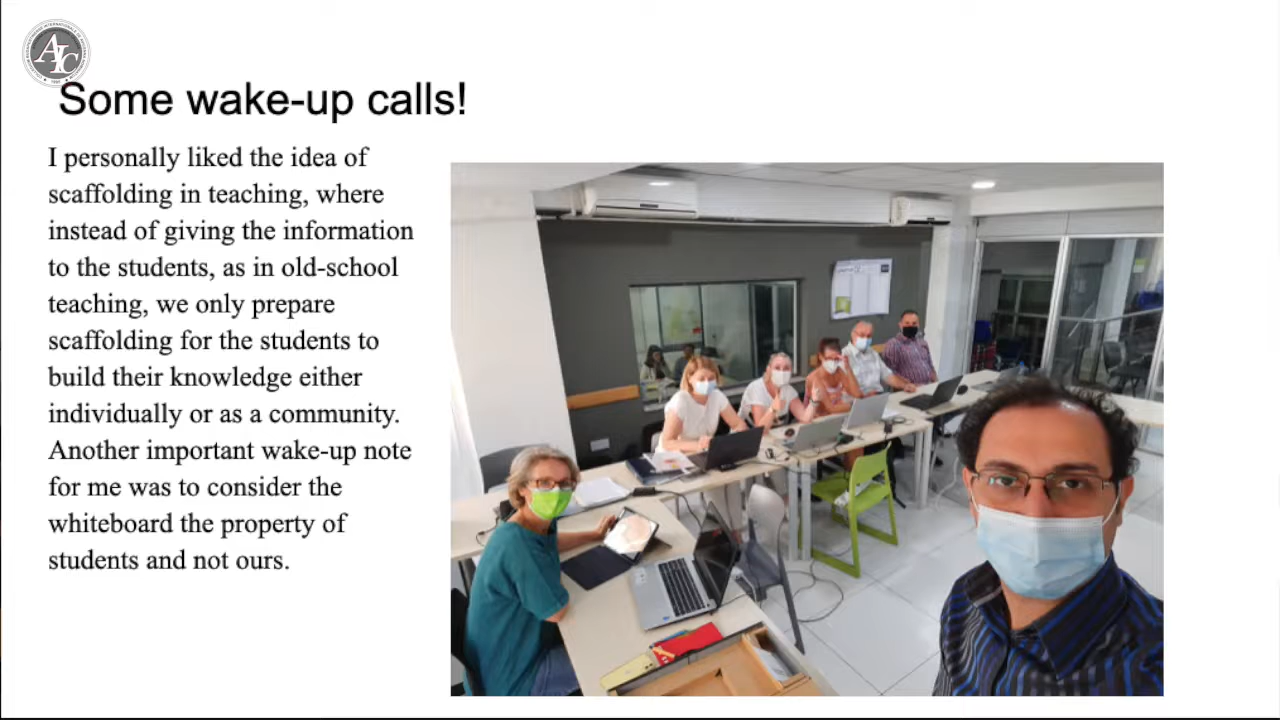 AIC
Some wake-up calls!
I personally liked the idea of
scaffolding in teaching, where
instead of giving the information
to the students, as in old-school
teaching, we only prepare
scaffolding for the students to
build their knowledge either
individually or as a community.
Another important wake-up note
for me was to consider the
whiteboard the property of
students and not ours.